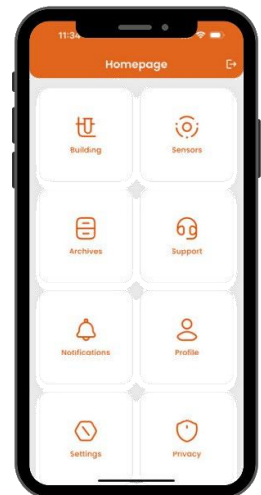 11:34
Homepage
Building Sensors
Archives Support
Notifications Profile
Settings Privacy